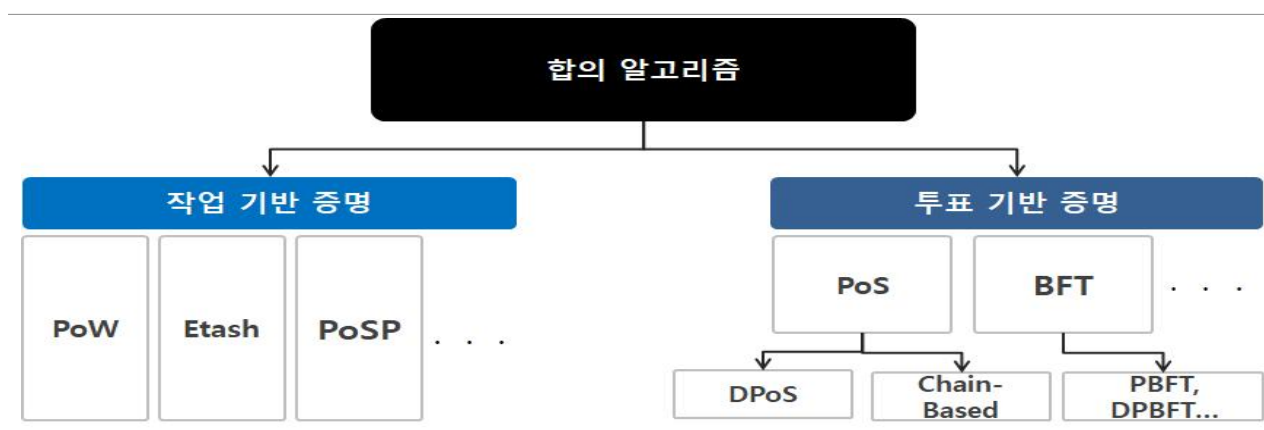 합의 알고리즘
작업 기반 증명
투표 기반 증명
PoW
Etash
PoSP
. . .
PoS
BFT
. . .
DPoS
Chain-
Based
PBFT,
DPBFT...